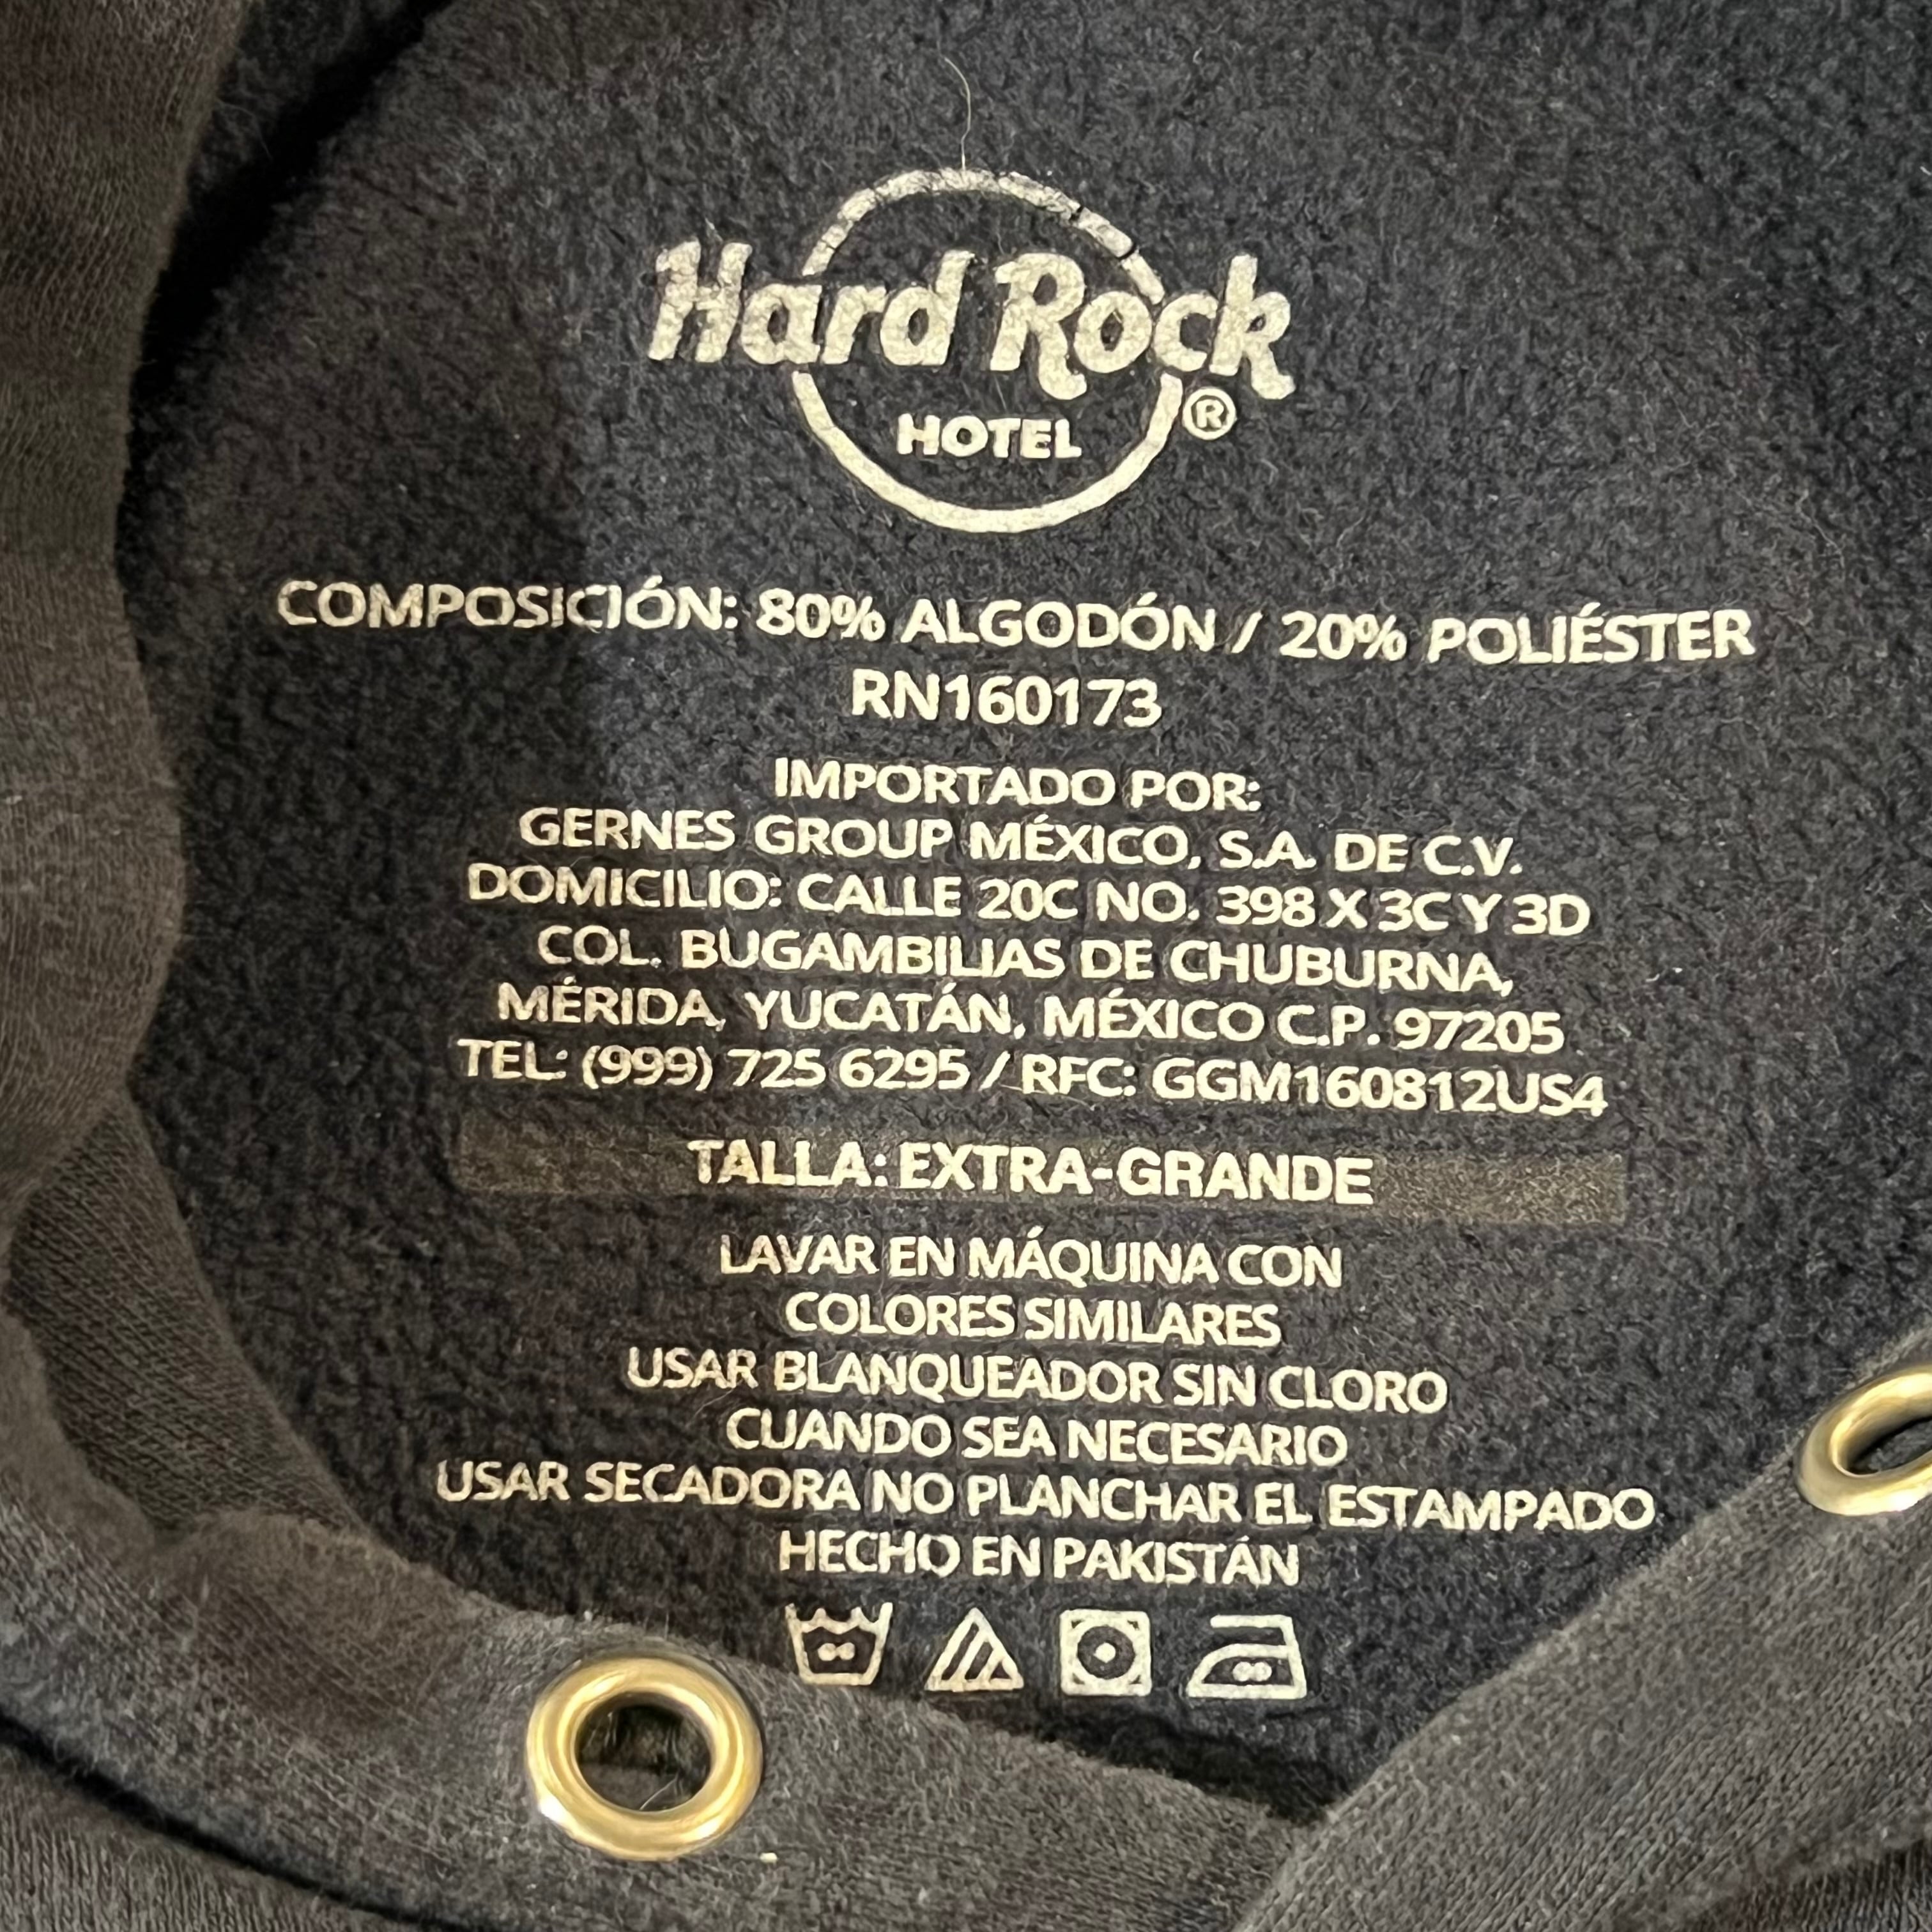 Hard Rock
®
HOTEL
COMPOSICIÓN: 80% ALGODÓN / 20% POLIÉSTER
RN160173
IMPORTADO POR:
GERNES GROUP MÉXICO, S.A. DE C.V.
DOMICILIO: CALLE 20C NO. 398 X 3C Y 3D
COL. BUGAMBILIAS DE CHUBURNA,
MÉRIDA, YUCATÁN, MÉXICO C.P. 97205
TEL: (999) 725 6295 / RFC: GGM160812US4
TALLA: EXTRA-GRANDE
LAVAR EN MÁQUINA CON
COLORES SIMILARES
USAR BLANQUEADOR SIN CLORO
CUANDO SEA NECESARIO
USAR SECADORA NO PLANCHAR EL ESTAMPADO
HECHO EN PAKISTÁN